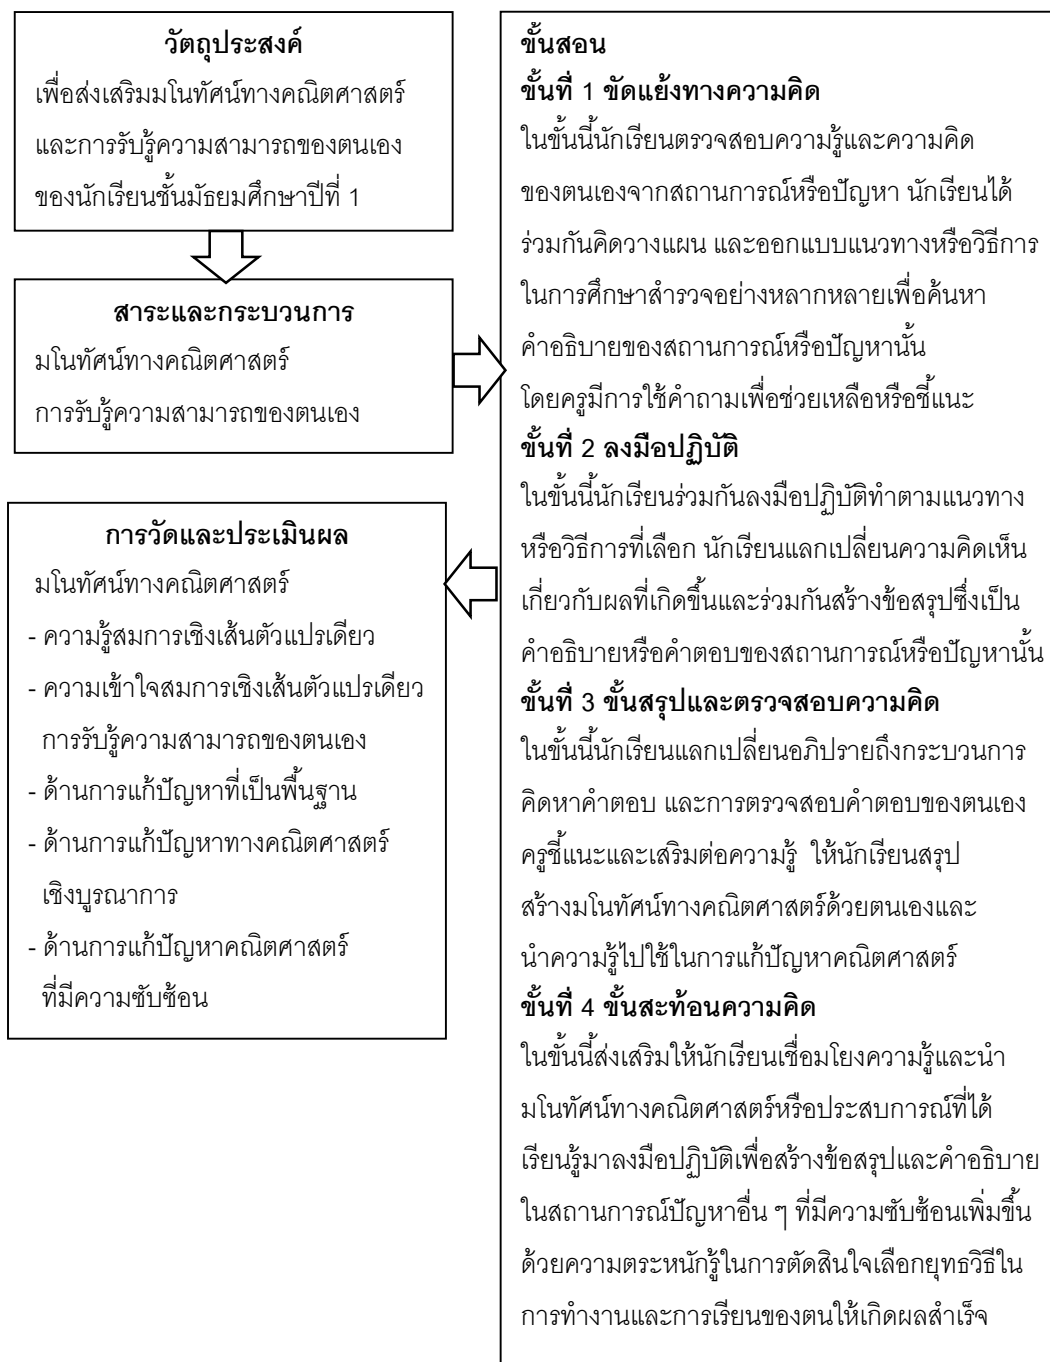 วัตถุประสงค์
เพื่อส่งเสริมมโนทัศน์ทางคณิตศาสตร์
และการรับรู้ความสามารถของตนเอง
ของนักเรียนชั้นมัธยมศึกษาปีที่ 1
สาระและกระบวนการ
มโนทัศน์ทางคณิตศาสตร์
การรับรู้ความสามารถของตนเอง
ขั้นสอน
ขั้นที่ 1 ขัดแย้งทางความคิด
ในขั้นนี้นักเรียนตรวจสอบความรู้และความคิด
ของตนเองจากสถานการณ์หรือปัญหา นักเรียนได้
ร่วมกันคิดวางแผน และออกแบบแนวทางหรือวิธีการ
ในการศึกษาสำรวจอย่างหลากหลายเพื่อค้นหา
คำอธิบายของสถานการณ์หรือปัญหานั้น
โดยครูมีการใช้คำถามเพื่อช่วยเหลือหรือชี้แนะ
ขั้นที่ 2 ลงมือปฏิบัติ
ในขั้นนี้นักเรียนร่วมกันลงมือปฏิบัติทำตามแนวทาง
หรือวิธีการที่เลือก นักเรียนแลกเปลี่ยนความคิดเห็น
เกี่ยวกับผลที่เกิดขึ้นและร่วมกันสร้างข้อสรุปซึ่งเป็น
คำอธิบายหรือคำตอบของสถานการณ์หรือปัญหานั้น
ขั้นที่ 3 ขั้นสรุปและตรวจสอบความคิด
ในขั้นนี้นักเรียนแลกเปลี่ยนอภิปรายถึงกระบวนการ
คิดหาคำตอบ และการตรวจสอบคำตอบของตนเอง
ครูชี้แนะและเสริมต่อความรู้ ให้นักเรียนสรุป
สร้างมโนทัศน์ทางคณิตศาสตร์ด้วยตนเองและ
นำความรู้ไปใช้ในการแก้ปัญหาคณิตศาสตร์
ขั้นที่ 4 ขั้นสะท้อนความคิด
ในขั้นนี้ส่งเสริมให้นักเรียนเชื่อมโยงความรู้และนำ
มโนทัศน์ทางคณิตศาสตร์หรือประสบการณ์ที่ได้
เรียนรู้มาลงมือปฏิบัติเพื่อสร้างข้อสรุปและคำอธิบาย
ในสถานการณ์ปัญหาอื่น ๆ ที่มีความซับซ้อนเพิ่มขึ้น
ด้วยความตระหนักรู้ในการตัดสินใจเลือกยุทธวิธีใน
การทำงานและการเรียนของตนให้เกิดผลสำเร็จ
การวัดและประเมินผล
มโนทัศน์ทางคณิตศาสตร์
- ความรู้สมการเชิงเส้นตัวแปรเดียว
- ความเข้าใจสมการเชิงเส้นตัวแปรเดียว
การรับรู้ความสามารถของตนเอง
- ด้านการแก้ปัญหาที่เป็นพื้นฐาน
- ด้านการแก้ปัญหาทางคณิตศาสตร์
เชิงบูรณาการ
- ด้านการแก้ปัญหาคณิตศาสตร์
ที่มีความซับซ้อน